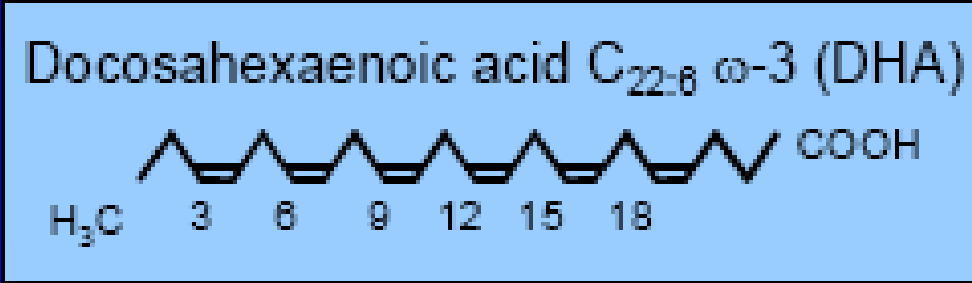 Docosahexaenoic acid C₂₂:₆ ω-3 (DHA)
COOH
H₃C 3 6 9 12 15 18